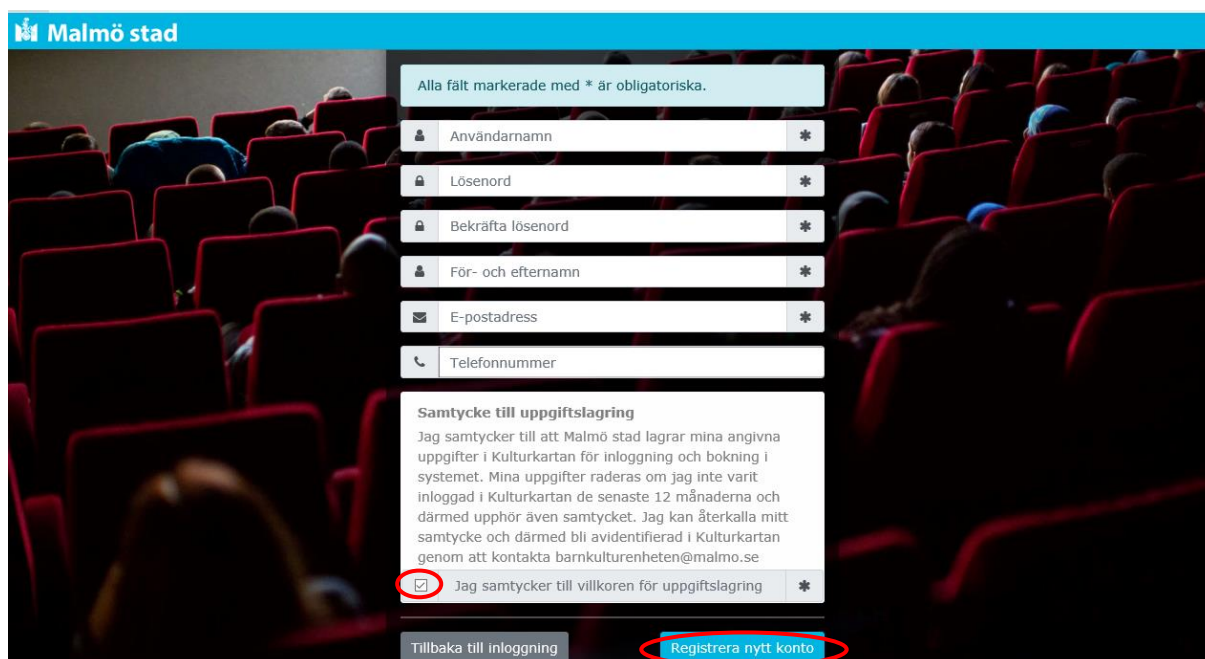 Malmö stad
Alla fält markerade med * är obligatoriska.
Användarnamn *
Lösenord *
Bekräfta lösenord *
För- och efternamn *
E-postadress *
Telefonnummer
Samtycke till uppgiftslagring
Jag samtycker till att Malmö stad lagrar mina angivna
uppgifter i Kulturkartan för inloggning och bokning i
systemet. Mina uppgifter raderas om jag inte varit
inloggad i Kulturkartan de senaste 12 månaderna och
därmed upphör även samtycket. Jag kan återkalla mitt
samtycke och därmed bli avidentifierad i Kulturkartan
genom att kontakta barnkulturenheten@malmo.se
Jag samtycker till villkoren för uppgiftslagring *
Tillbaka till inloggning
Registrera nytt konto